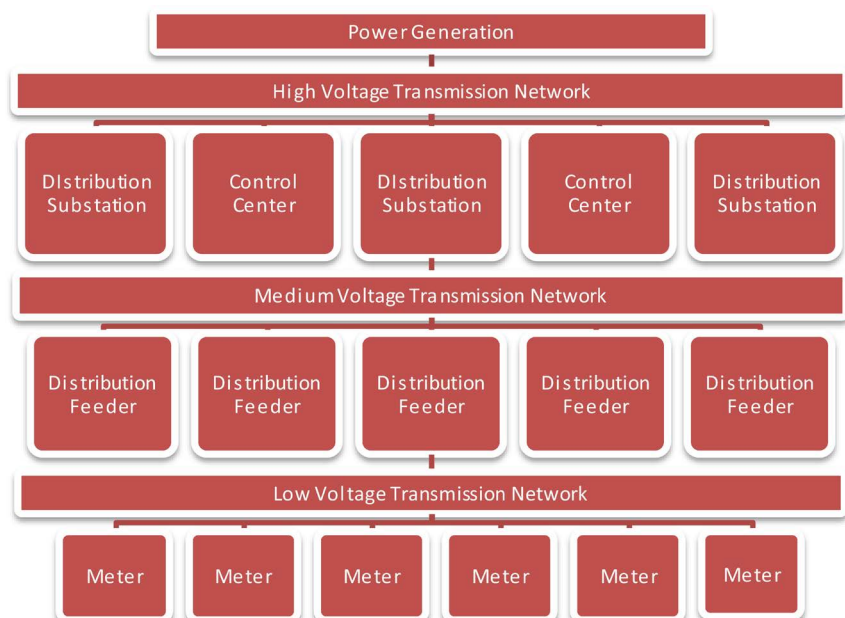 Power Generation
High Voltage Transmission Network
DIstribution
Substation
Control
Center
DIstribution
Substation
Control
Center
Distribution
Substation
Medium Voltage Transmission Network
Distribution
Feeder
Distribution
Feeder
Distribution
Feeder
Distribution
Feeder
Distribution
Feeder
Low Voltage Transmission Network
Meter
Meter
Meter
Meter
Meter
Meter